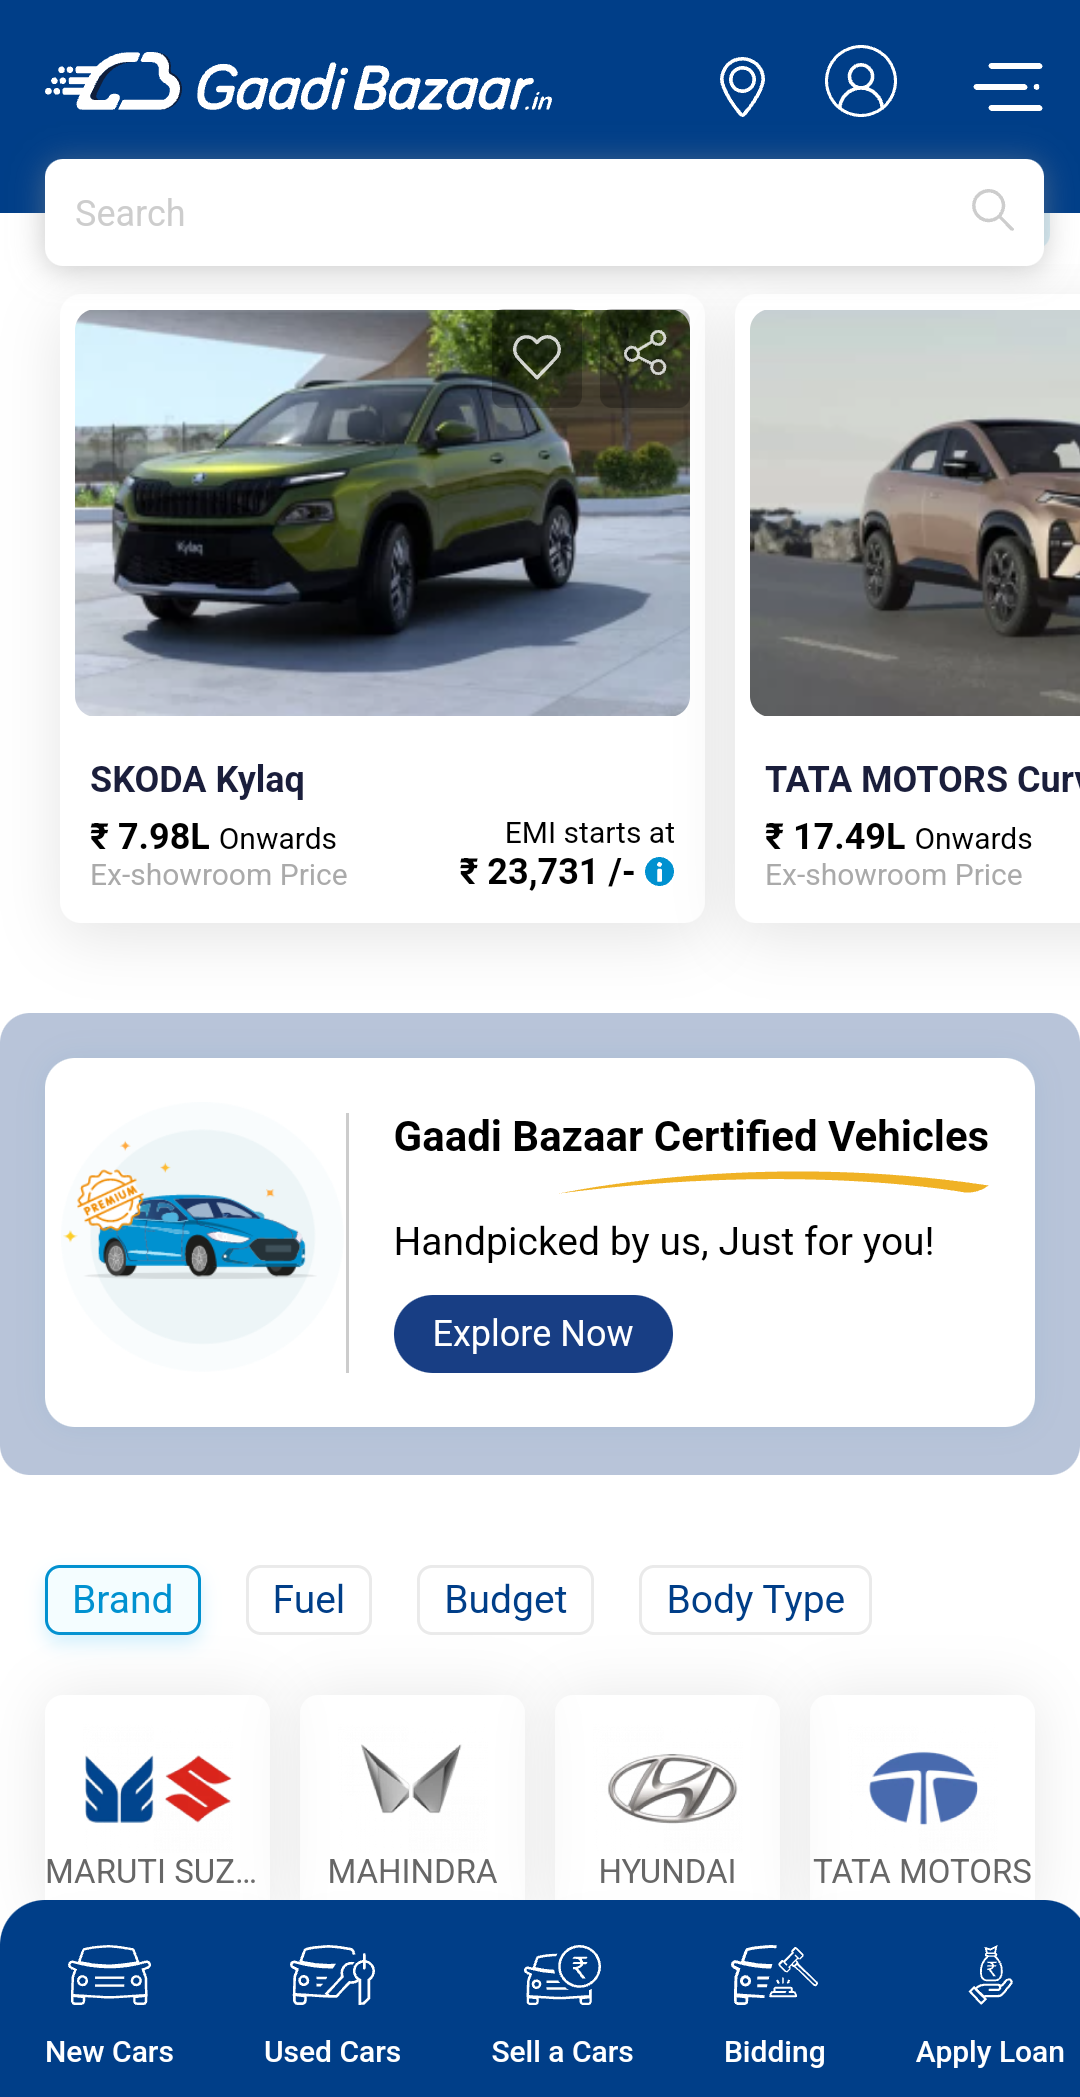 Gaadi Bazaar.in
Search
Kylaq
SKODA Kylaq
₹ 7.98L Onwards
Ex-showroom Price
EMI starts at
₹ 23,731 /-
TATA MOTORS Curv
₹ 17.49L Onwards
Ex-showroom Price
PREMIUM
Gaadi Bazaar Certified Vehicles
Handpicked by us, Just for you!
Explore Now
Brand Fuel Budget Body Type
MARUTI SUZ... MAHINDRA HYUNDAI TATA MOTORS
New Cars Used Cars Sell a Cars Bidding Apply Loan